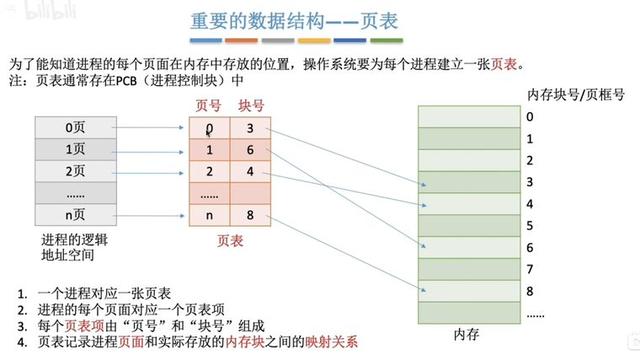 bilibili
重要的数据结构——页表
为了能知道进程的每个页面在内存中存放的位置，操作系统要为每个进程建立一张页表。
注：页表通常存在PCB（进程控制块）中
页号 块号
内存块号/页框号
0页
1页
2页
……
n页
0 3
1 6
2 4
……
n 8
0
1
2
3
4
5
6
7
8
……
进程的逻辑
地址空间
页表
内存
1. 一个进程对应一张页表
2. 进程的每个页面对应一个页表项
3. 每个页表项由“页号”和“块号”组成
4. 页表记录进程页面和实际存放的内存块之间的映射关系